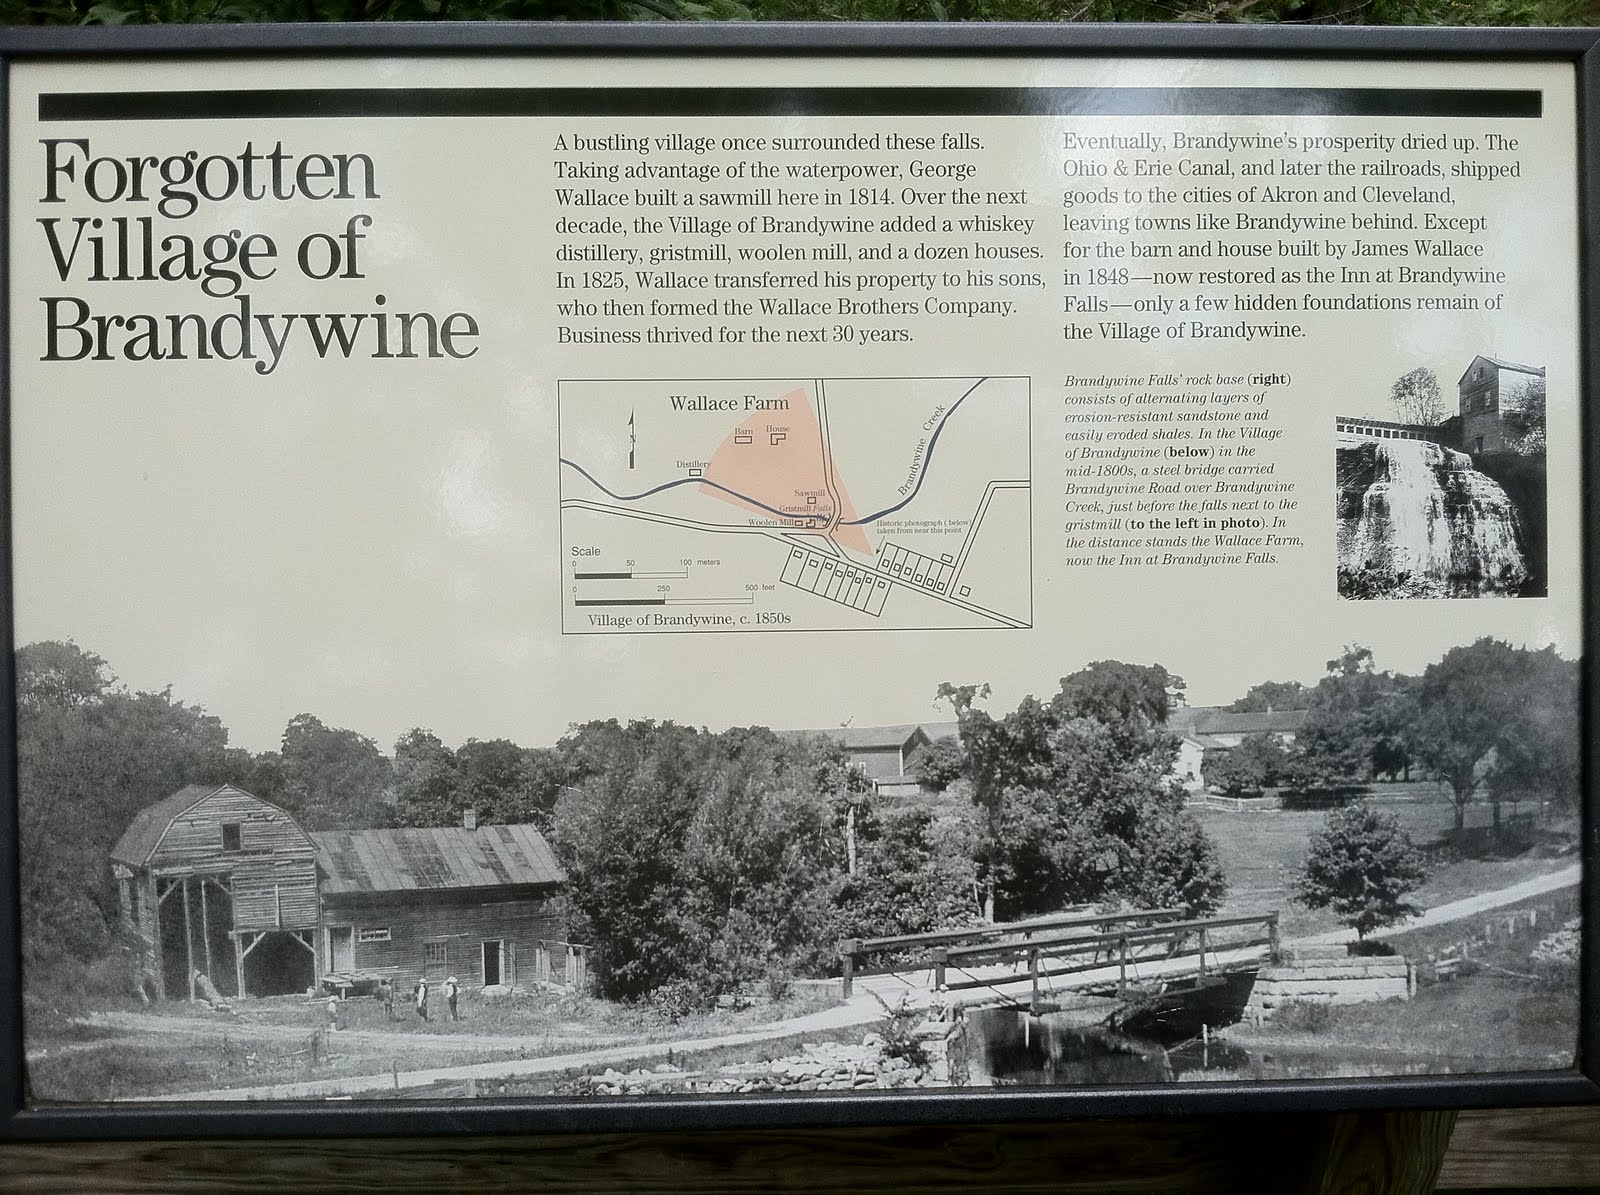 Forgotten
Village of
Brandywine
A bustling village once surrounded these falls.
Taking advantage of the waterpower, George
Wallace built a sawmill here in 1814. Over the next
decade, the Village of Brandywine added a whiskey
distillery, gristmill, woolen mill, and a dozen houses.
In 1825, Wallace transferred his property to his sons,
who then formed the Wallace Brothers Company.
Business thrived for the next 30 years.
Eventually, Brandywine's prosperity dried up. The
Ohio & Erie Canal, and later the railroads, shipped
goods to the cities of Akron and Cleveland,
leaving towns like Brandywine behind. Except
for the barn and house built by James Wallace
in 1848—now restored as the Inn at Brandywine
Falls—only a few hidden foundations remain of
the Village of Brandywine.
Wallace Farm
N
Barn
House
Distillery
Sawmill
Gristmill Falls
Woolen Mill
Brandywine Creek
Historic photograph (below)
taken from near this point
Scale
0 50 100 meters
0 250 500 feet
Village of Brandywine, c. 1850s
Brandywine Falls' rock base (right)
consists of alternating layers of
erosion-resistant sandstone and
easily eroded shales. In the Village
of Brandywine (below) in the
mid-1800s, a steel bridge carried
Brandywine Road over Brandywine
Creek, just before the falls next to the
gristmill (to the left in photo). In
the distance stands the Wallace Farm,
now the Inn at Brandywine Falls.